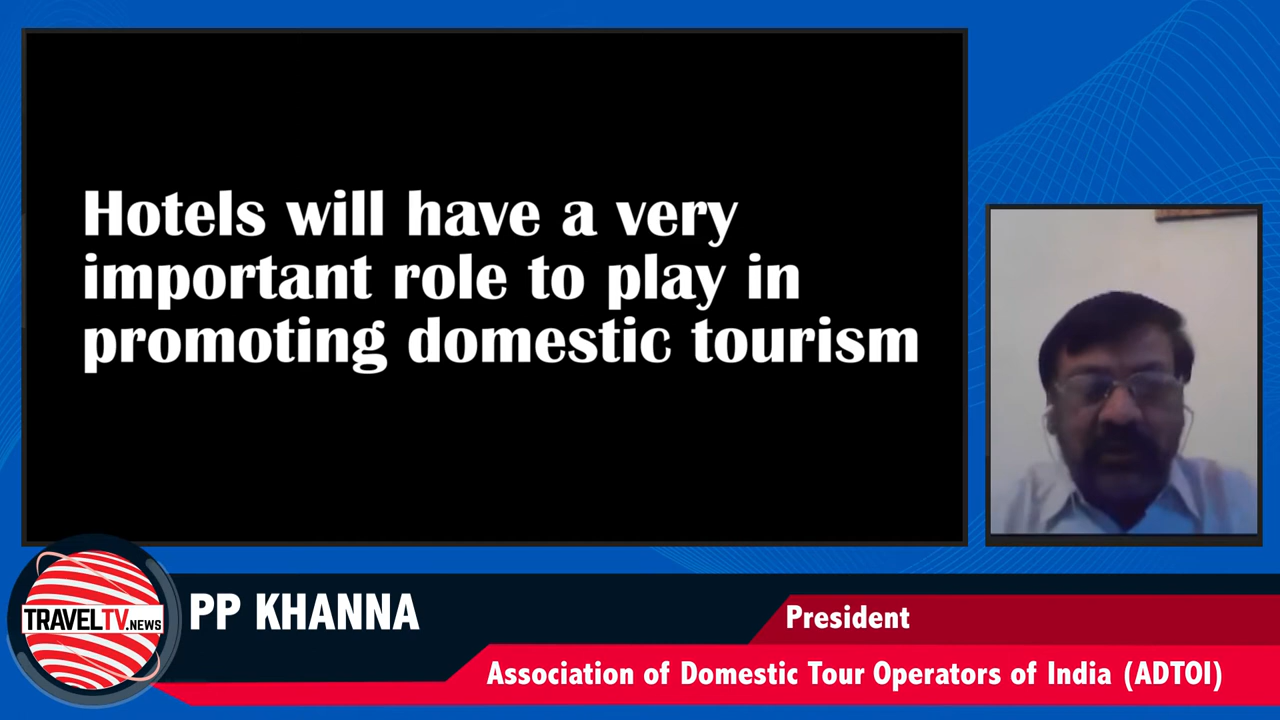 Hotels will have a very
important role to play in
promoting domestic tourism
TRAVELTV.NEWS
PP KHANNA
President
Association of Domestic Tour Operators of India (ADTOI)